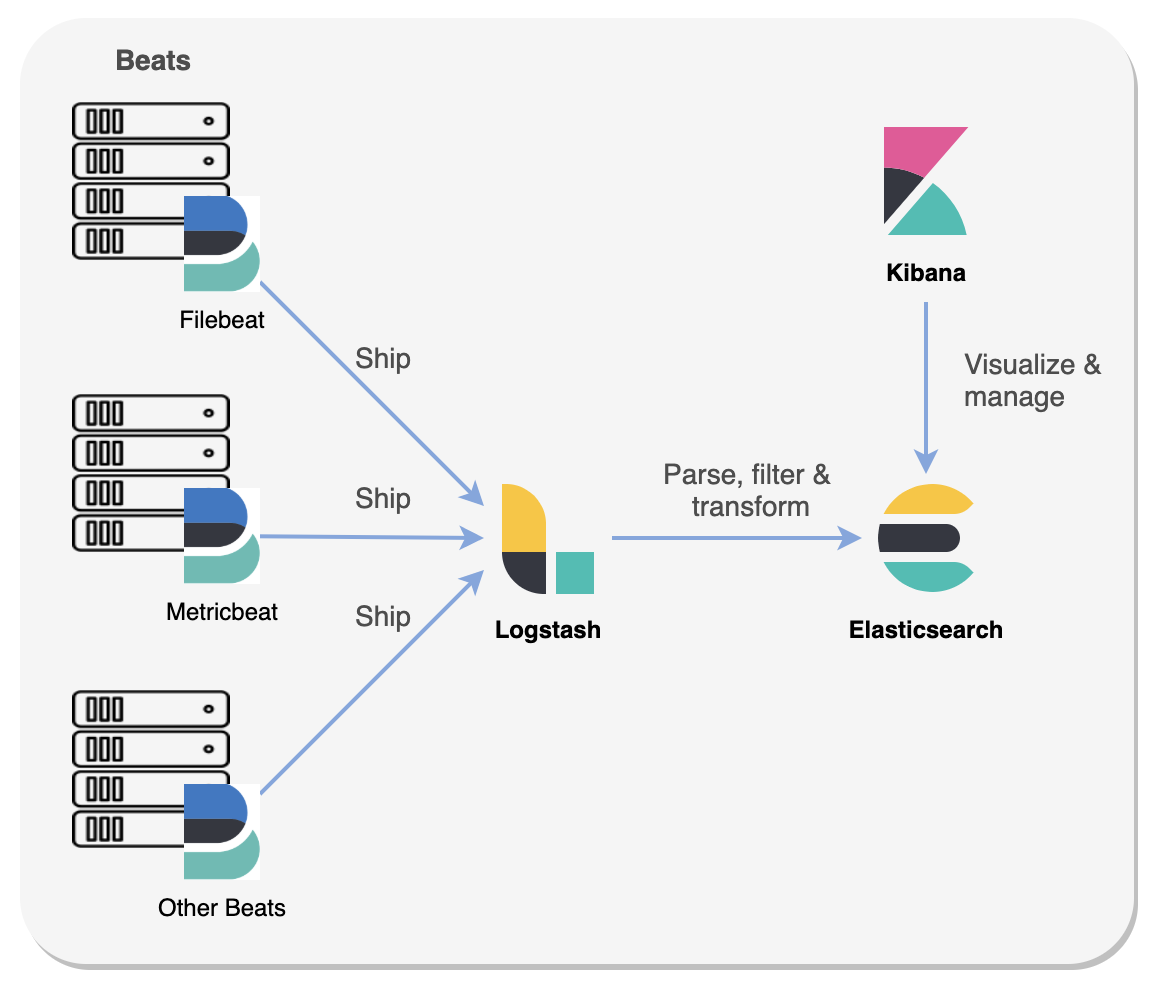 Beats
Filebeat
Ship
Kibana
Visualize &
manage
Metricbeat
Ship
Parse, filter &
transform
Ship
Logstash
Elasticsearch
Other Beats